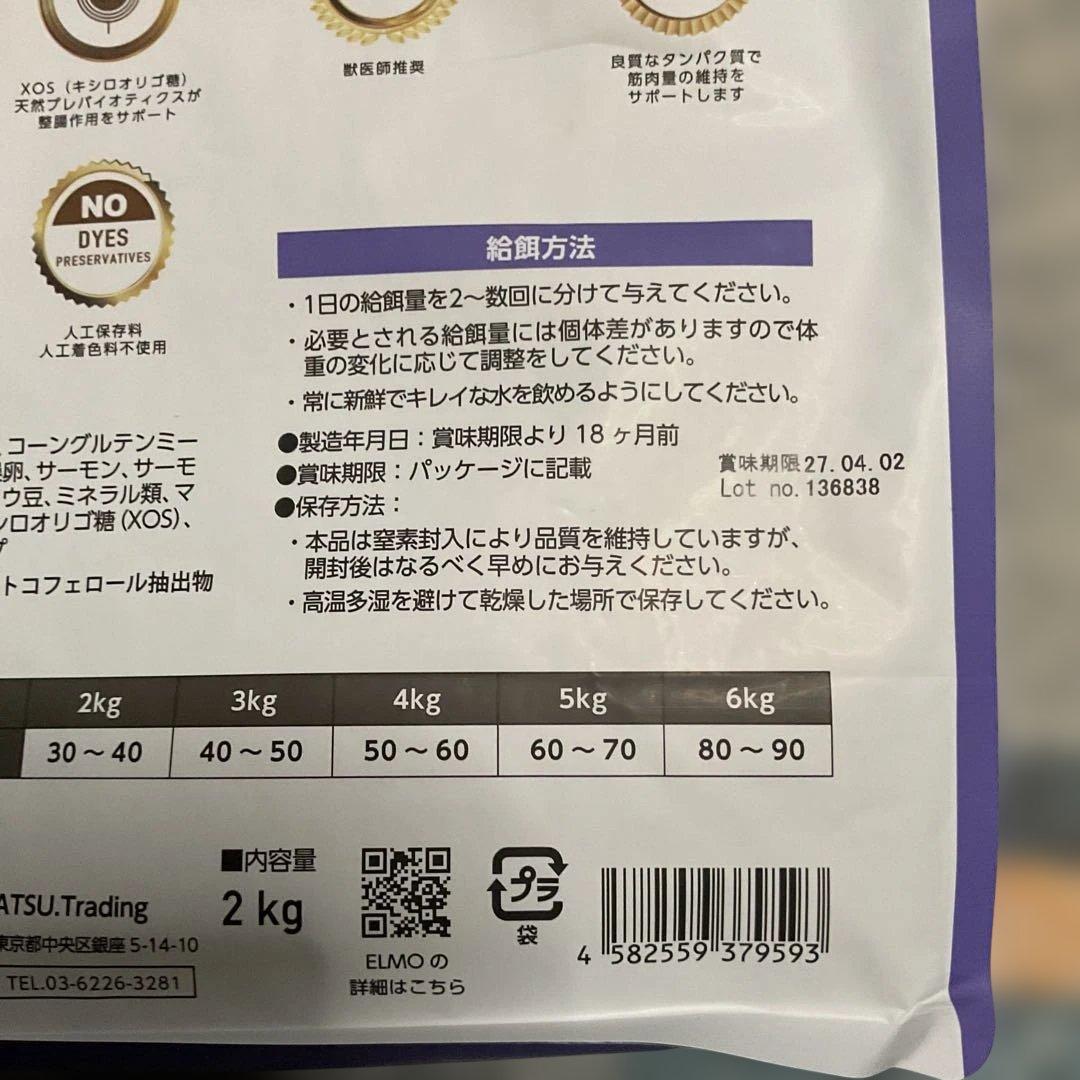 XOS（キシロオリゴ糖）
天然プレバイオティクスが
整腸作用をサポート
獣医師推奨
良質なタンパク質で
筋肉量の維持を
サポートします
NO
DYES
PRESERVATIVES
人工保存料
人工着色料不使用
給餌方法
・1日の給餌量を2〜数回に分けて与えてください。
・必要とされる給餌量には個体差がありますので体
重の変化に応じて調整をしてください。
・常に新鮮でキレイな水を飲めるようにしてください。
●製造年月日：賞味期限より 18 ヶ月前
●賞味期限：パッケージに記載
賞味期限27.04.02
Lot no.136838
●保存方法：
・本品は窒素封入により品質を維持していますが、
開封後はなるべく早めにお与えください。
・高温多湿を避けて乾燥した場所で保存してください。
、コーングルテンミー
卵、サーモン、サーモ
ウ豆、ミネラル類、マ
シロオリゴ糖（XOS）、
トコフェロール抽出物
2kg 3kg 4kg 5kg 6kg
30 〜 40 40 〜 50 50 〜 60 60 〜 70 80 〜 90
ATSU.Trading
東京都中央区銀座 5-14-10
TEL.03-6226-3281
■内容量
2 kg
ELMO の
詳細はこちら
プラ
袋
4 582559 379593